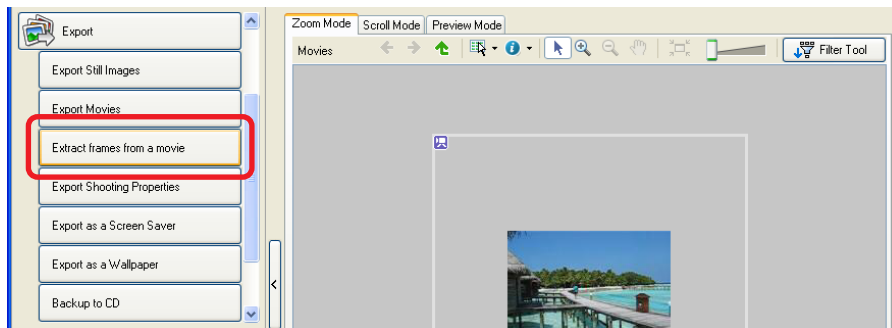 Export
Export Still Images
Export Movies
Extract frames from a movie
Export Shooting Properties
Export as a Screen Saver
Export as a Wallpaper
Backup to CD
Zoom Mode Scroll Mode Preview Mode
Movies Filter Tool